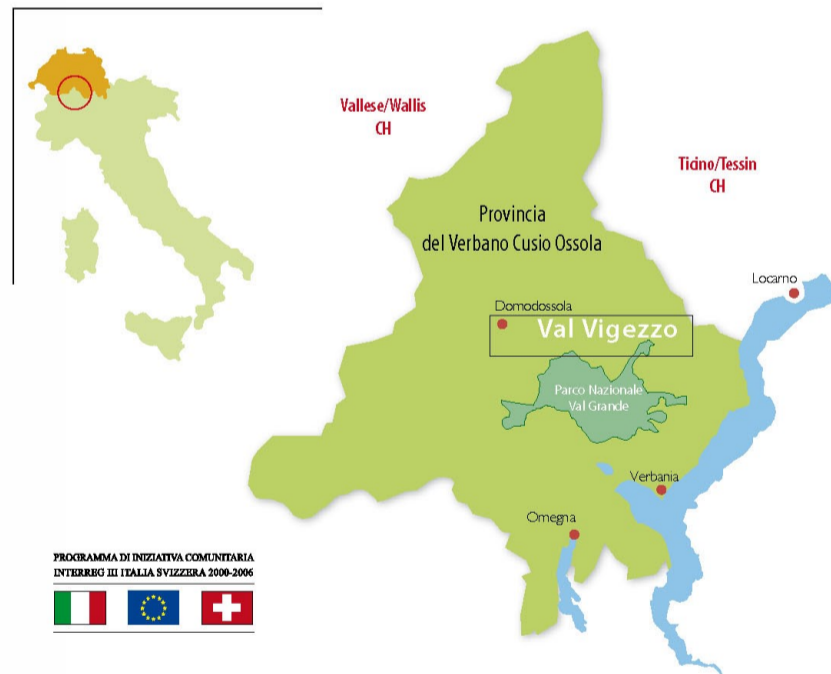 Vallese/Wallis
CH
Ticino/Tessin
CH
Provincia
del Verbano Cusio Ossola
Locarno
Domodossola
Val Vigezzo
Parco Nazionale
Val Grande
Verbania
Omegna
PROGRAMMA DI INIZIATIVA COMUNITARIA
INTERREG III ITALIA SVIZZERA 2000-2006